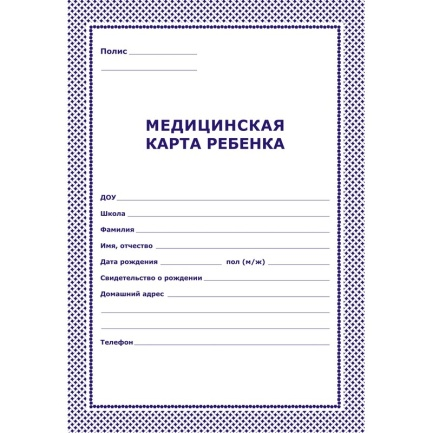 Полис
МЕДИЦИНСКАЯ
КАРТА РЕБЕНКА
ДОУ
Школа
Фамилия
Имя, отчество
Дата рождения пол (м/ж)
Свидетельство о рождении
Домашний адрес
Телефон